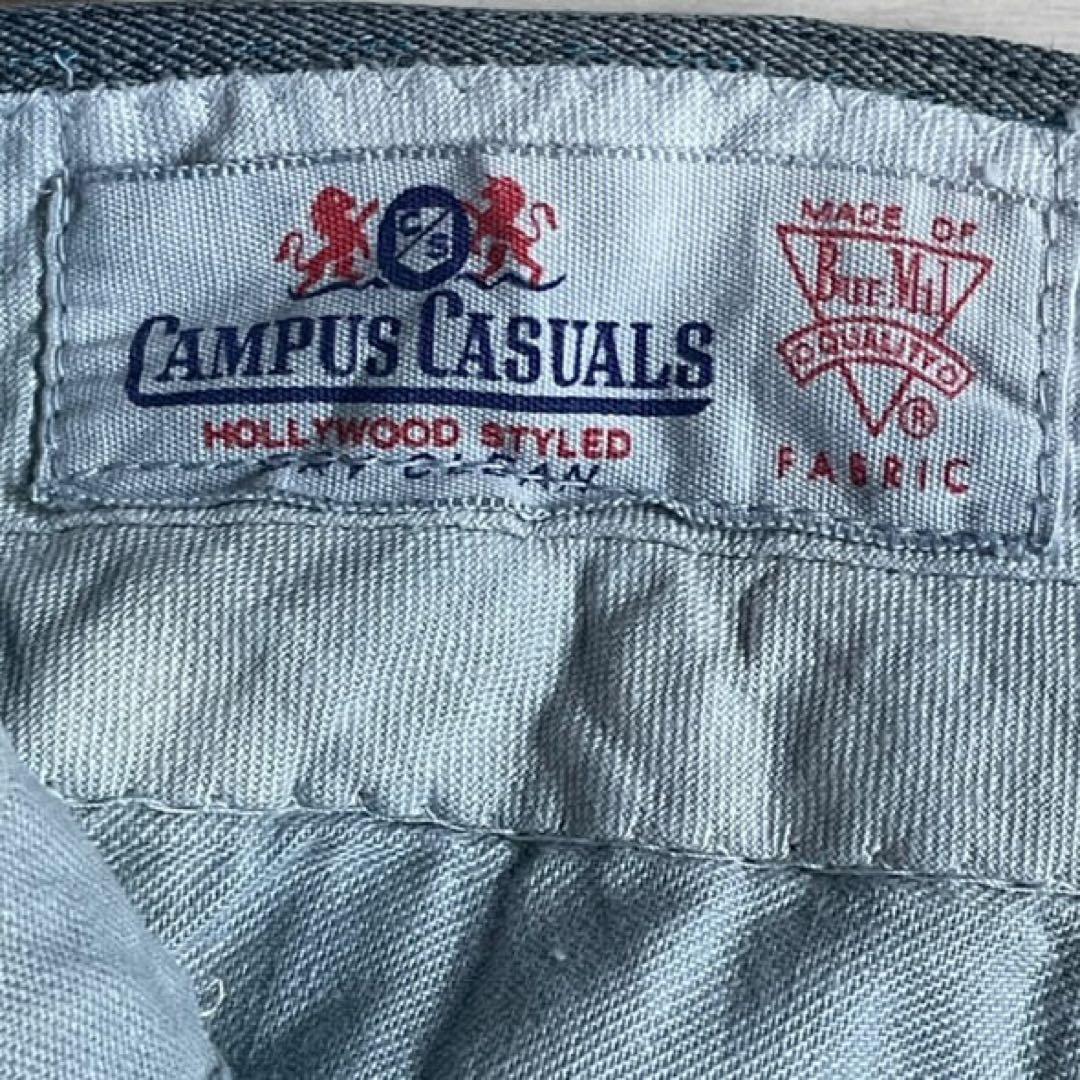 C/S
CAMPUS CASUALS
HOLLYWOOD STYLED
DRY CLEAN
MADE OF
Bur-Mil
QUALITY
®
FABRIC